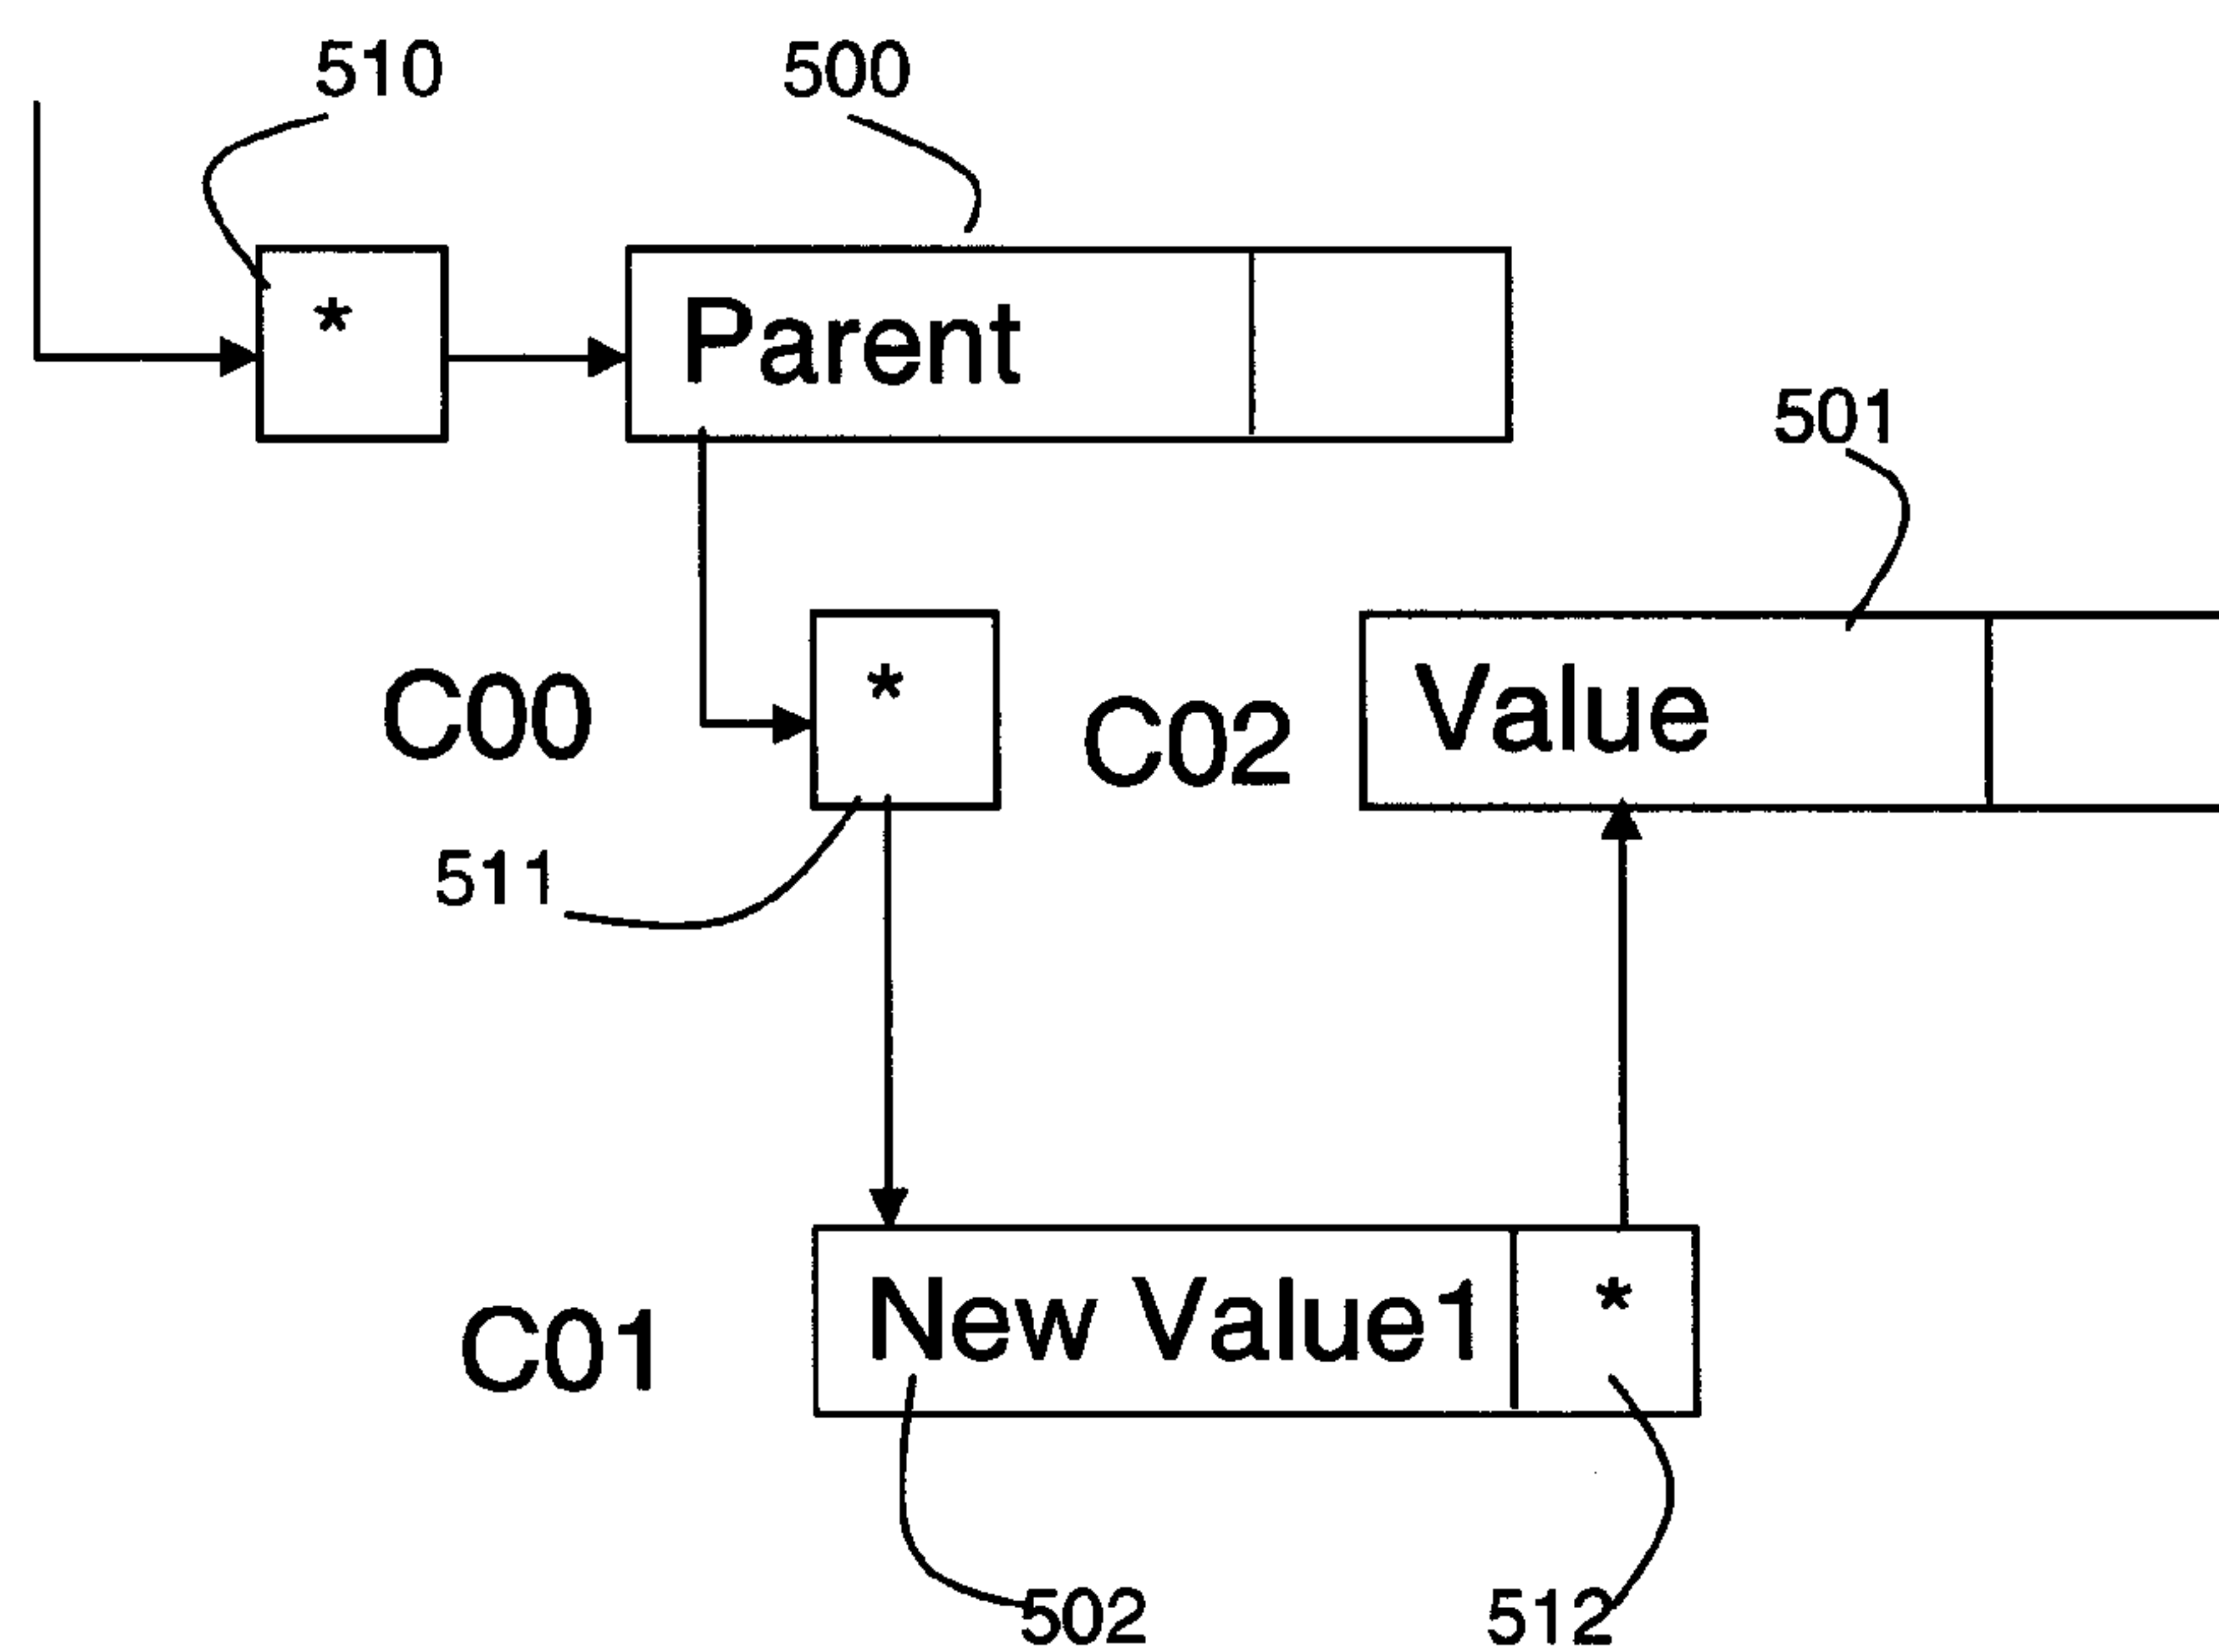 510 500
* Parent
501
C00 * C02 Value
511
C01 New Value1 *
502 512